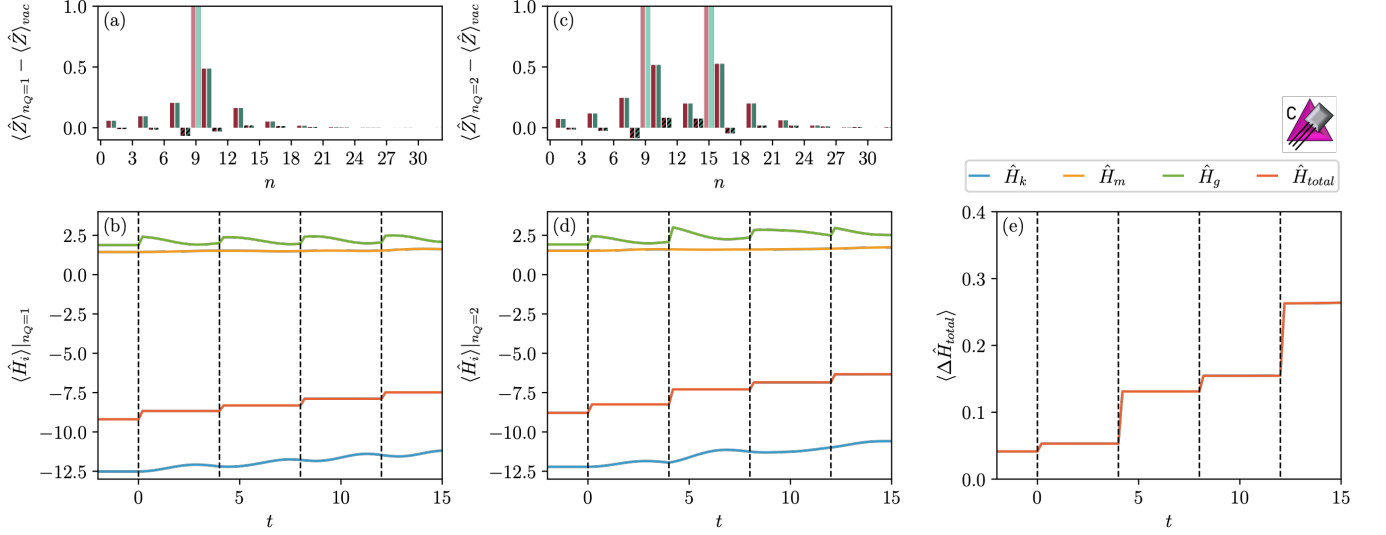 (a)
⟨Ẑ⟩_{n_Q=1} − ⟨Ẑ⟩_{vac}
1.0
0.5
0.0
0 3 6 9 12 15 18 21 24 27 30
n
(c)
⟨Ẑ⟩_{n_Q=2} − ⟨Ẑ⟩_{vac}
1.0
0.5
0.0
0 3 6 9 12 15 18 21 24 27 30
n
C
Ĥ_k Ĥ_m Ĥ_g Ĥ_{total}
(b)
⟨Ĥ_i⟩|_{n_Q=1}
2.5
0.0
−2.5
−5.0
−7.5
−10.0
−12.5
0 5 10 15
t
(d)
⟨Ĥ_i⟩|_{n_Q=2}
2.5
0.0
−2.5
−5.0
−7.5
−10.0
−12.5
0 5 10 15
t
(e)
⟨ΔĤ_{total}⟩
0.4
0.3
0.2
0.1
0.0
0 5 10 15
t